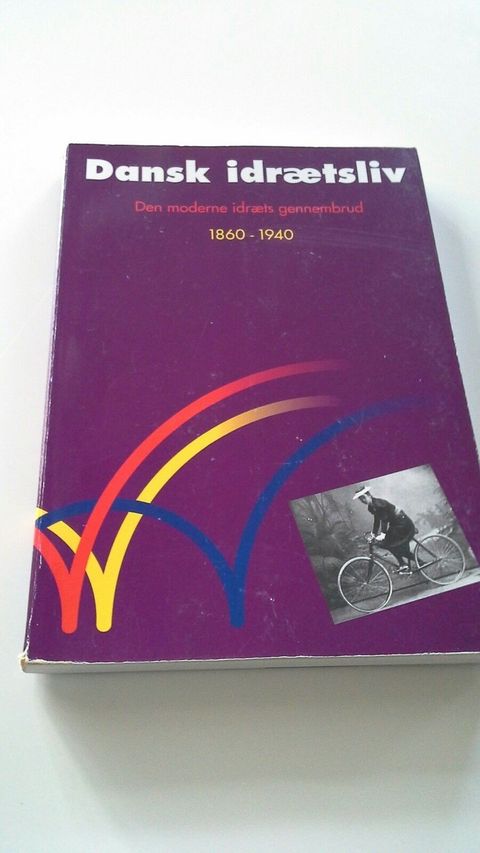 Dansk idrætsliv
Den moderne idræts gennembrud
1860 - 1940